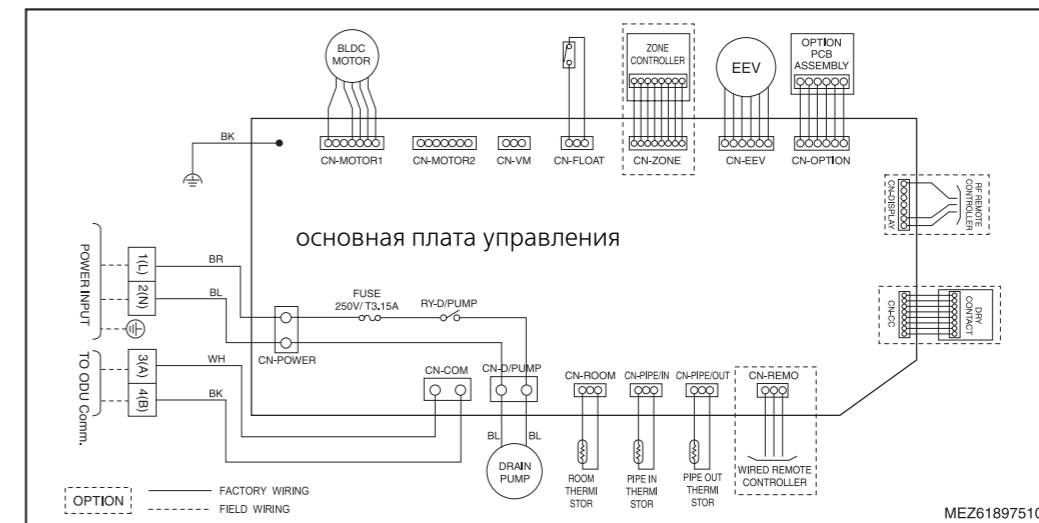 BLDC
MOTOR
ZONE
CONTROLLER
EEV
OPTION
PCB
ASSEMBLY
BK
CN-MOTOR1
CN-MOTOR2
CN-VM
CN-FLOAT
CN-ZONE
CN-EEV
CN-OPTION
CN-DISPLAY
RF REMOTE
CONTROLLER
основная плата управления
POWER INPUT
1(L)
2(N)
BR
BL
FUSE
250V/ T3.15A
RY-D/PUMP
CN-POWER
CN-CC
DRY
CONTACT
TO ODU Comm.
3(A)
4(B)
WH
BK
CN-COM
CN-D/PUMP
CN-ROOM
CN-PIPE/IN
CN-PIPE/OUT
CN-REMO
BL
BL
DRAIN
PUMP
ROOM
THERMI
STOR
PIPE IN
THERMI
STOR
PIPE OUT
THERMI
STOR
WIRED REMOTE
CONTROLLER
OPTION
FACTORY WIRING
FIELD WIRING
MEZ61897510